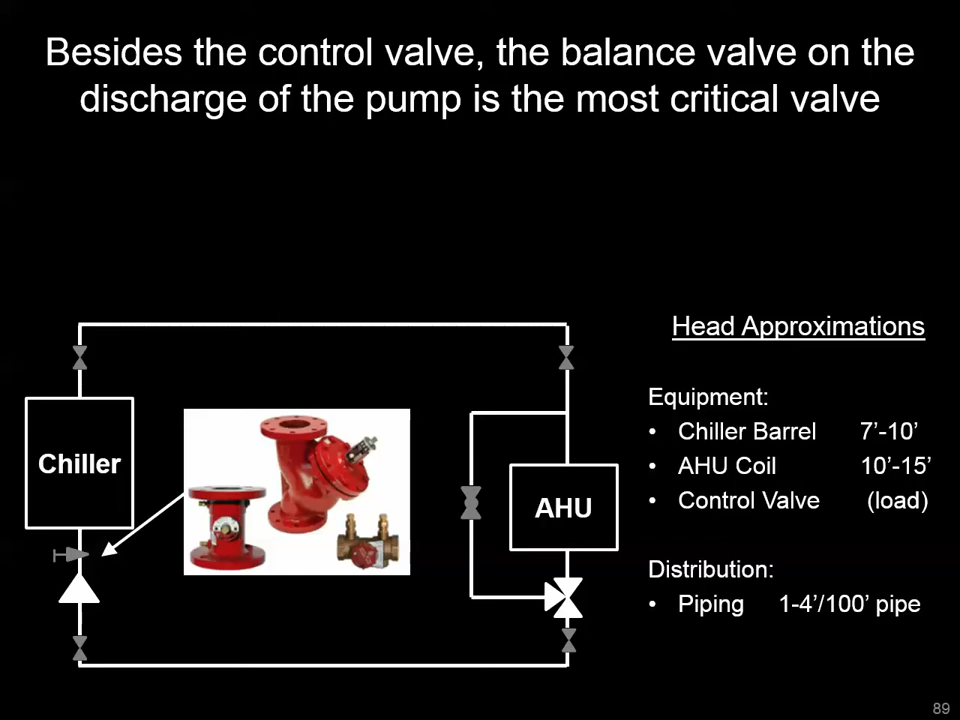 Besides the control valve, the balance valve on the
discharge of the pump is the most critical valve
Head Approximations
Equipment:
• Chiller Barrel 7’-10’
• AHU Coil 10’-15’
• Control Valve (load)
Distribution:
• Piping 1-4’/100’ pipe
Chiller
AHU
89